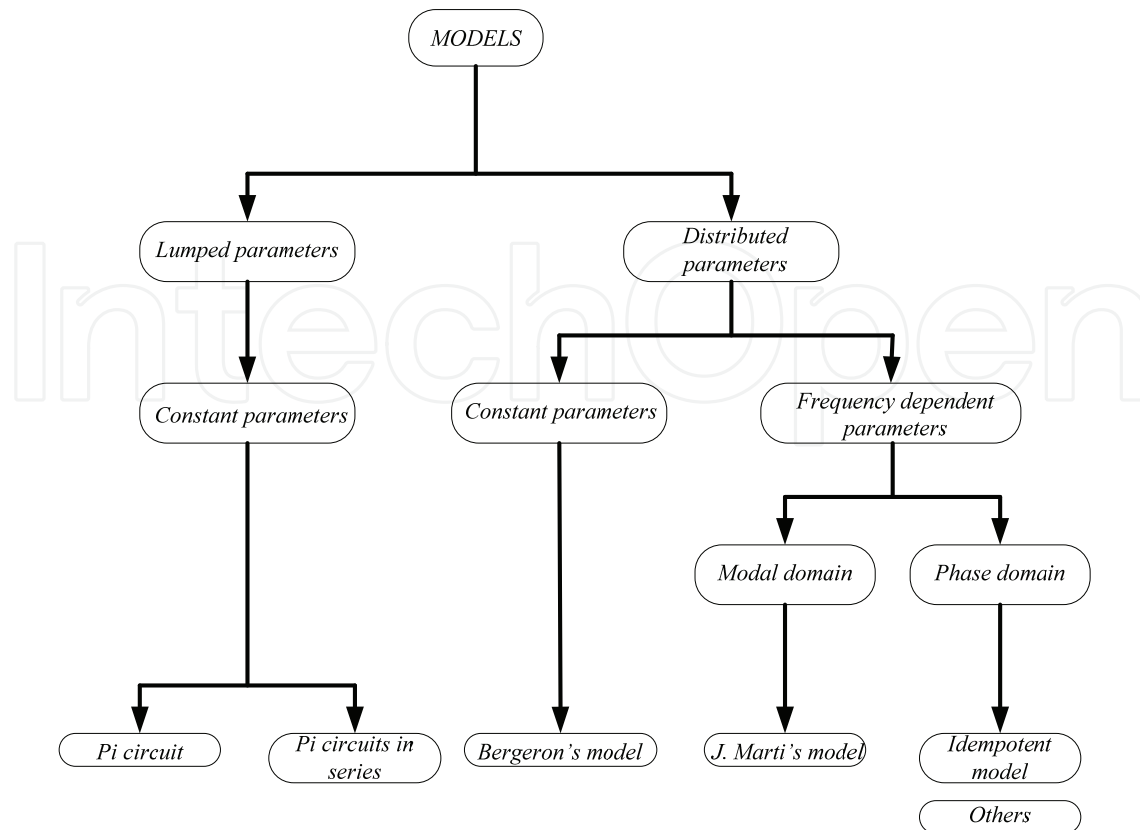 MODELS
Lumped parameters
Distributed
parameters
IntechOpen
Constant parameters
Constant parameters
Frequency dependent
parameters
Modal domain
Phase domain
Pi circuit
Pi circuits in
series
Bergeron's model
J. Marti's model
Idempotent
model
Others